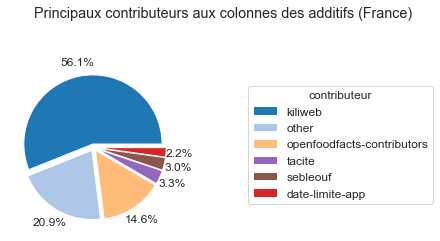 Principaux contributeurs aux colonnes des additifs (France)
56.1%
20.9%
14.6%
3.3%
3.0%
2.2%
contributeur
kiliweb
other
openfoodfacts-contributors
tacite
sebleouf
date-limite-app